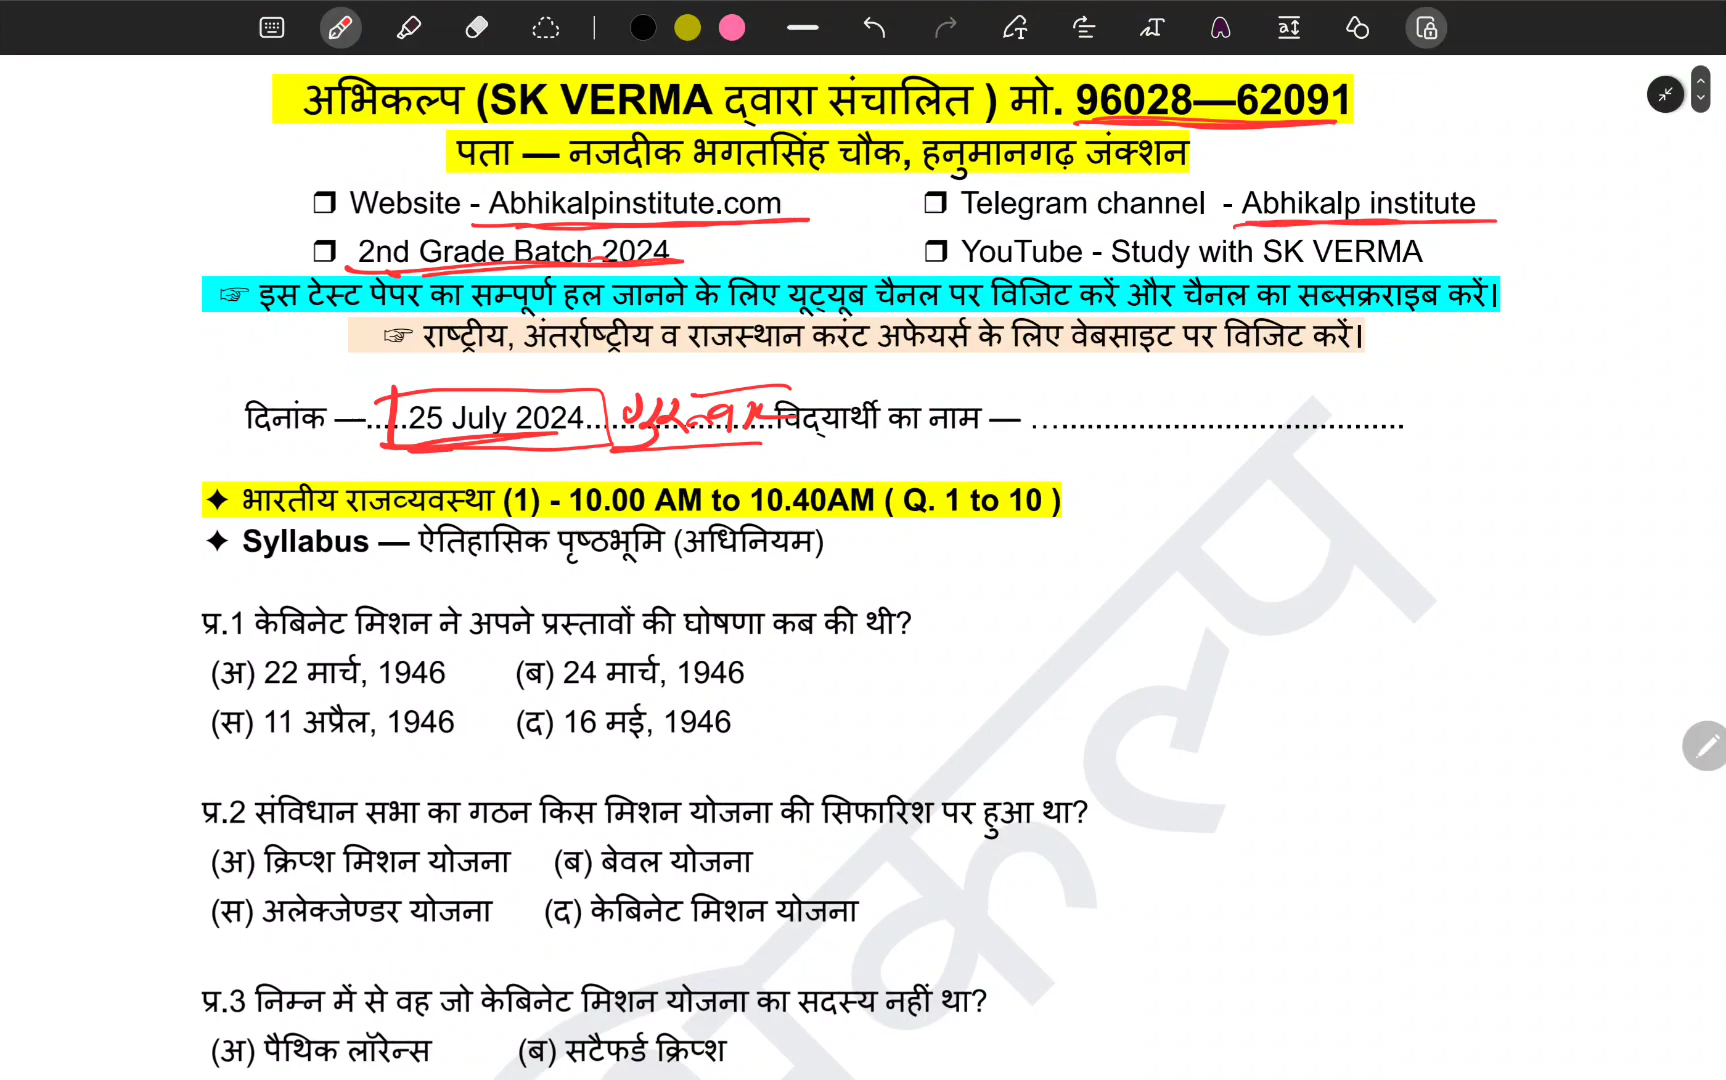 अभिकल्प (SK VERMA द्वारा संचालित ) मो. 96028—62091
पता — नजदीक भगतसिंह चौक, हनुमानगढ़ जंक्शन
❐ Website - Abhikalpinstitute.com ❐ Telegram channel - Abhikalp institute
❐ 2nd Grade Batch 2024 ❐ YouTube - Study with SK VERMA
☞ इस टेस्ट पेपर का सम्पूर्ण हल जानने के लिए यूट्यूब चैनल पर विजिट करें और चैनल का सब्सक्राइब करें।
☞ राष्ट्रीय, अंतर्राष्ट्रीय व राजस्थान करंट अफेयर्स के लिए वेबसाइट पर विजिट करें।
दिनांक —.....25 July 2024.........................विद्यार्थी का नाम — ........................................
✦ भारतीय राजव्यवस्था (1) - 10.00 AM to 10.40AM ( Q. 1 to 10 )
✦ Syllabus — ऐतिहासिक पृष्ठभूमि (अधिनियम)
प्र.1 केबिनेट मिशन ने अपने प्रस्तावों की घोषणा कब की थी?
(अ) 22 मार्च, 1946 (ब) 24 मार्च, 1946
(स) 11 अप्रैल, 1946 (द) 16 मई, 1946
प्र.2 संविधान सभा का गठन किस मिशन योजना की सिफारिश पर हुआ था?
(अ) क्रिप्श मिशन योजना (ब) बेवल योजना
(स) अलेक्जेण्डर योजना (द) केबिनेट मिशन योजना
प्र.3 निम्न में से वह जो केबिनेट मिशन योजना का सदस्य नहीं था?
(अ) पैथिक लॉरेन्स (ब) सटैफर्ड क्रिप्श